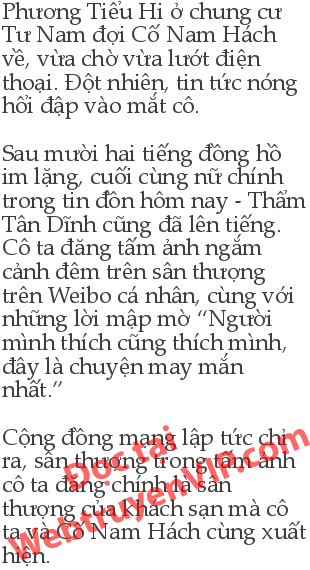 Phương Tiểu Hi ở chung cư
Tư Nam đợi Cố Nam Hách
về, vừa chờ vừa lướt điện
thoại. Đột nhiên, tin tức nóng
hổi đập vào mắt cô.

Sau mười hai tiếng đồng hồ
im lặng, cuối cùng nữ chính
trong tin đồn hôm nay - Thẩm
Tân Dĩnh cũng đã lên tiếng.
Cô ta đăng tấm ảnh ngắm
cảnh đêm trên sân thượng
trên Weibo cá nhân, cùng với
những lời mập mờ “Người
mình thích cũng thích mình,
đây là chuyện may mắn
nhất.”

Cộng đồng mạng lập tức chỉ
ra, sân thượng trong tấm ảnh
cô ta đăng chính là sân
thượng của khách sạn mà cô
ta và Cố Nam Hách cùng xuất
hiện.
Đọc tại
WebtruyenVIP.com